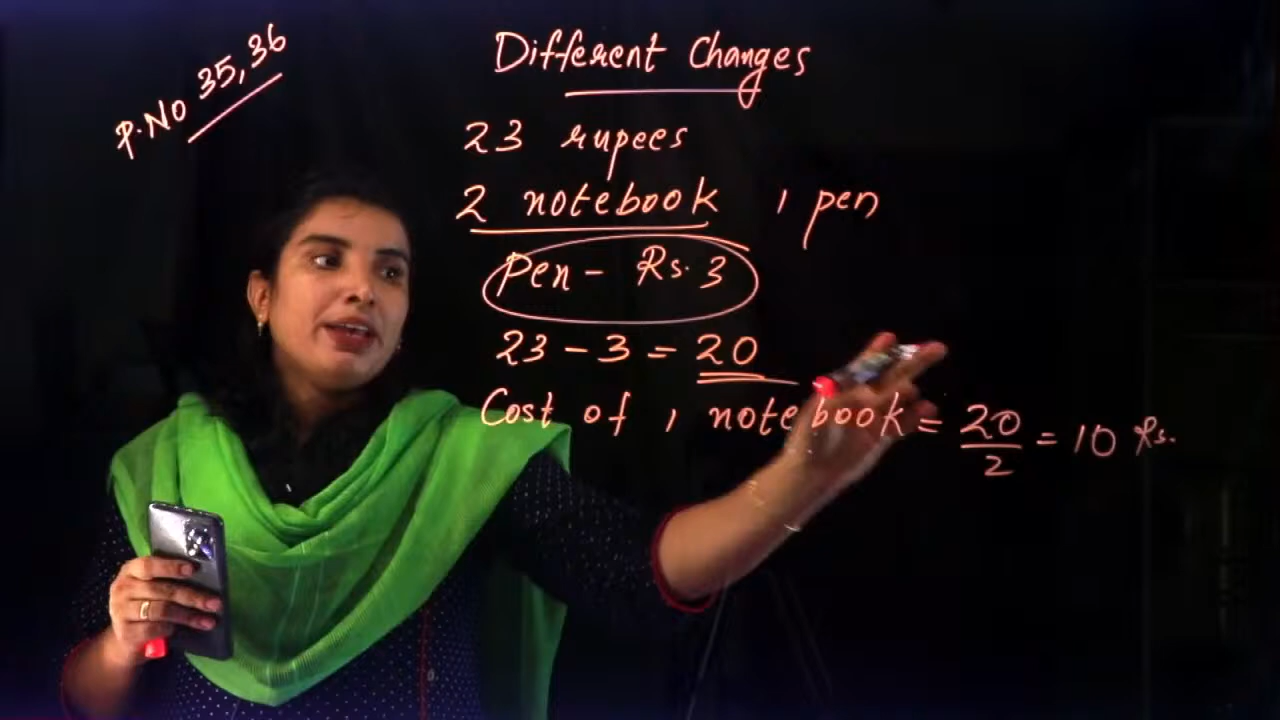 P.NO 35, 36
Different Changes
23 rupees
2 notebook 1 pen
Pen - Rs. 3
23 - 3 = 20
Cost of 1 notebook = 20/2 = 10 Rs.